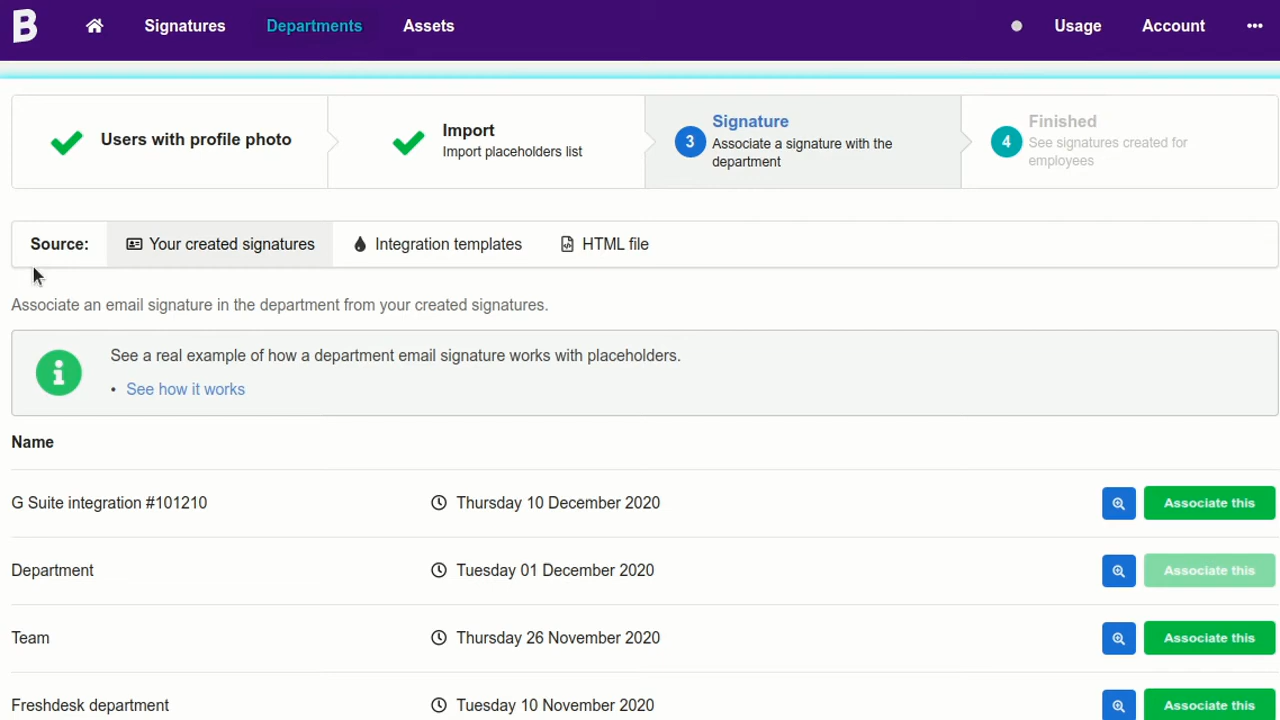 B Signatures Departments Assets Usage Account
Users with profile photo
Import
Import placeholders list
3 Signature
Associate a signature with the
department
4 Finished
See signatures created for
employees
Source: Your created signatures Integration templates HTML file
Associate an email signature in the department from your created signatures.
See a real example of how a department email signature works with placeholders.
• See how it works
Name
G Suite integration #101210 Thursday 10 December 2020 Associate this
Department Tuesday 01 December 2020 Associate this
Team Thursday 26 November 2020 Associate this
Freshdesk department Tuesday 10 November 2020 Associate this